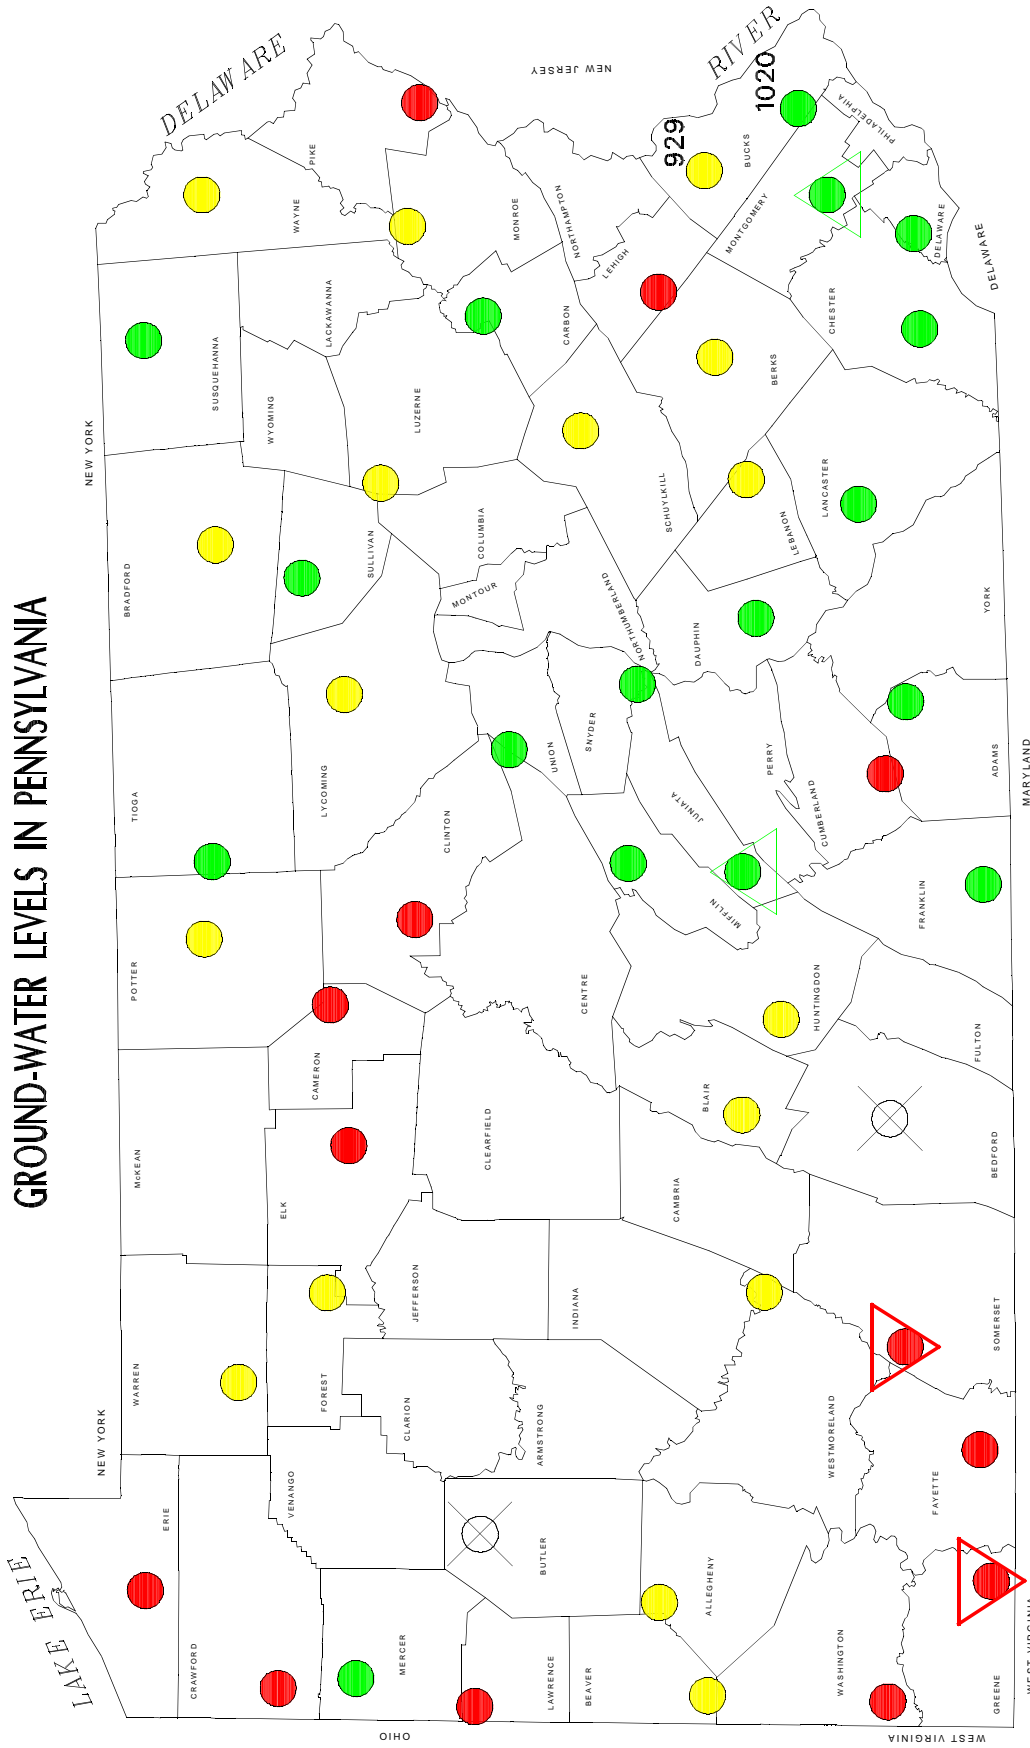 GROUND-WATER LEVELS IN PENNSYLVANIA
LAKE ERIE
NEW YORK
NEW YORK
DELAWARE
RIVER
NEW JERSEY
929
1020
ERIE
WARREN
McKEAN
POTTER
TIOGA
BRADFORD
SUSQUEHANNA
WAYNE
PIKE
CRAWFORD
VENANGO
FOREST
ELK
CAMERON
LYCOMING
SULLIVAN
WYOMING
LACKAWANNA
MERCER
CLARION
JEFFERSON
CLEARFIELD
CLINTON
MONTOUR
COLUMBIA
LUZERNE
MONROE
LAWRENCE
BUTLER
ARMSTRONG
INDIANA
CENTRE
UNION
SNYDER
NORTHUMBERLAND
SCHUYLKILL
CARBON
NORTHAMPTON
LEHIGH
BEAVER
ALLEGHENY
CAMBRIA
BLAIR
MIFFLIN
JUNIATA
PERRY
DAUPHIN
LEBANON
BERKS
MONTGOMERY
BUCKS
WASHINGTON
WESTMORELAND
HUNTINGDON
CUMBERLAND
LANCASTER
CHESTER
PHILADELPHIA
DELAWARE
GREENE
FAYETTE
SOMERSET
BEDFORD
FULTON
FRANKLIN
ADAMS
YORK
OHIO
WEST VIRGINIA
WEST VIRGINIA
MARYLAND
DELAWARE